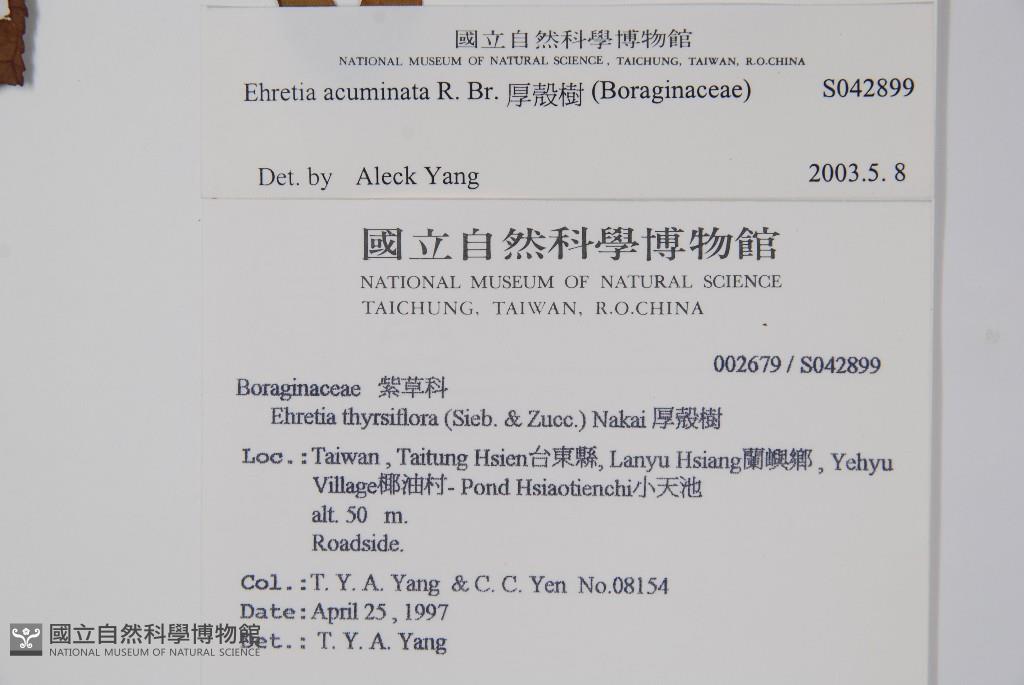 國立自然科學博物館
NATIONAL MUSEUM OF NATURAL SCIENCE, TAICHUNG, TAIWAN, R.O.CHINA
Ehretia acuminata R. Br. 厚殼樹 (Boraginaceae) S042899
Det. by Aleck Yang 2003.5. 8
國立自然科學博物館
NATIONAL MUSEUM OF NATURAL SCIENCE
TAICHUNG, TAIWAN, R.O.CHINA
002679 / S042899
Boraginaceae 紫草科
Ehretia thyrsiflora (Sieb. & Zucc.) Nakai 厚殼樹
Loc.:Taiwan , Taitung Hsien台東縣, Lanyu Hsiang蘭嶼鄉 , Yehyu
Village椰油村- Pond Hsiaotienchi小天池
alt. 50 m.
Roadside.
Col.:T. Y. A. Yang & C. C. Yen No.08154
Date:April 25 , 1997
Det.: T. Y. A. Yang
國立自然科學博物館
NATIONAL MUSEUM OF NATURAL SCIENCE